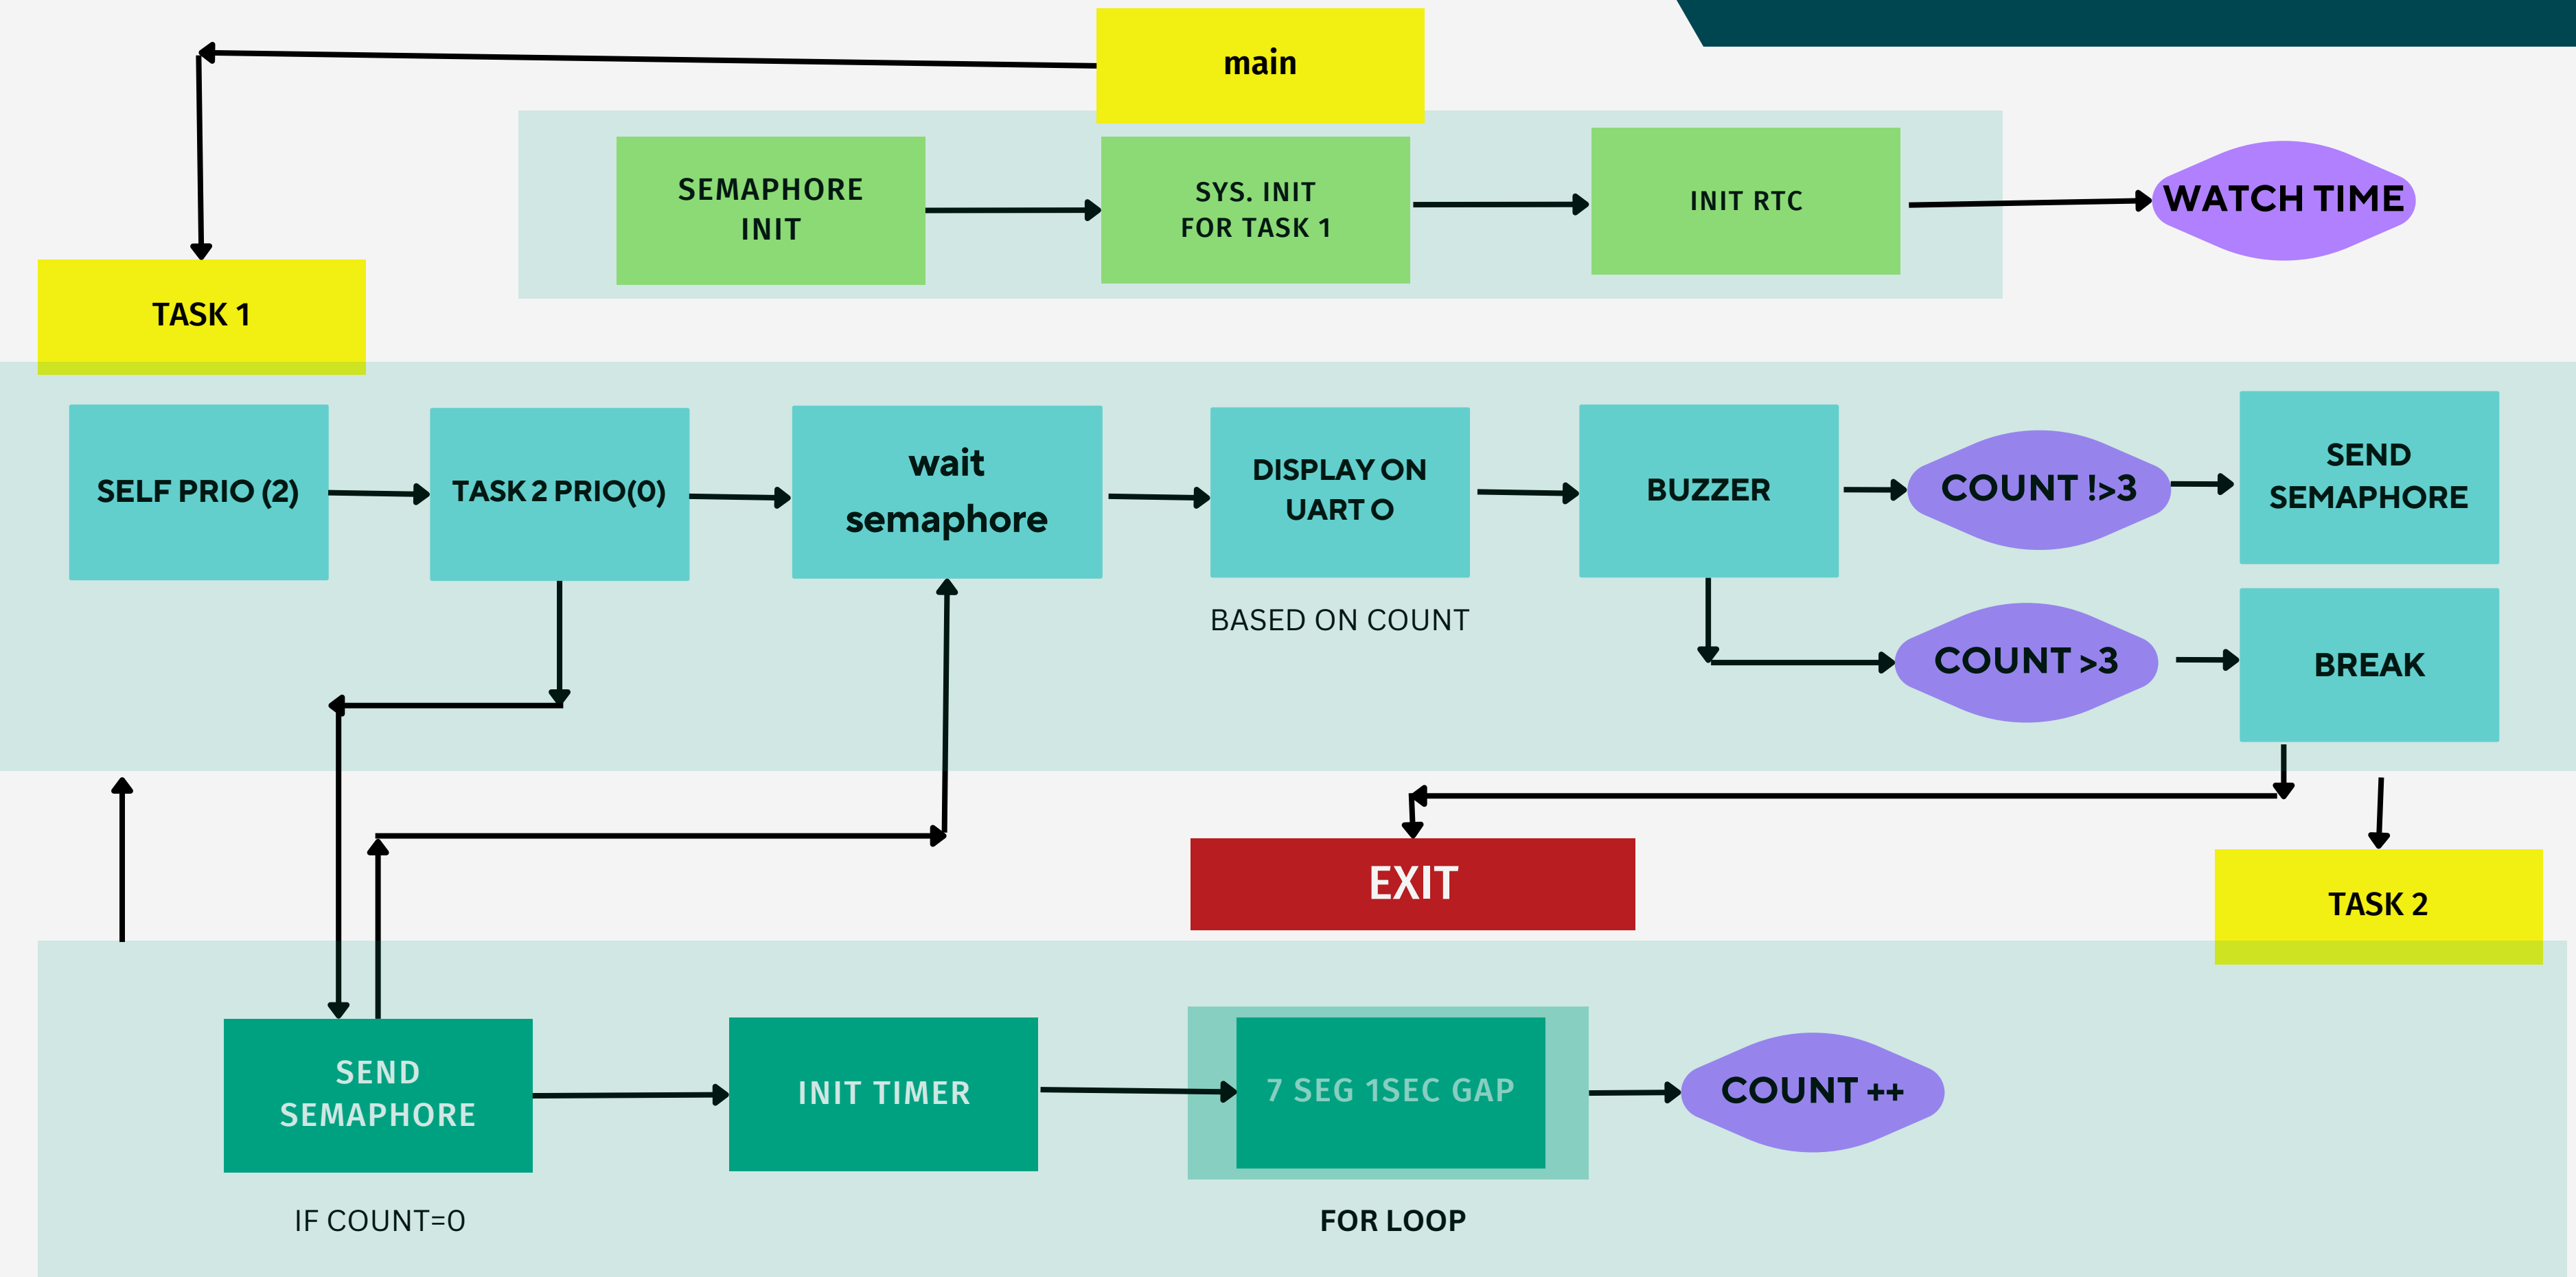 main
SEMAPHORE
INIT
SYS. INIT
FOR TASK 1
INIT RTC
WATCH TIME
TASK 1
SELF PRIO (2)
TASK 2 PRIO(0)
wait
semaphore
DISPLAY ON
UART O
BASED ON COUNT
BUZZER
COUNT !>3
SEND
SEMAPHORE
COUNT >3
BREAK
EXIT
TASK 2
SEND
SEMAPHORE
IF COUNT=0
INIT TIMER
7 SEG 1SEC GAP
FOR LOOP
COUNT ++